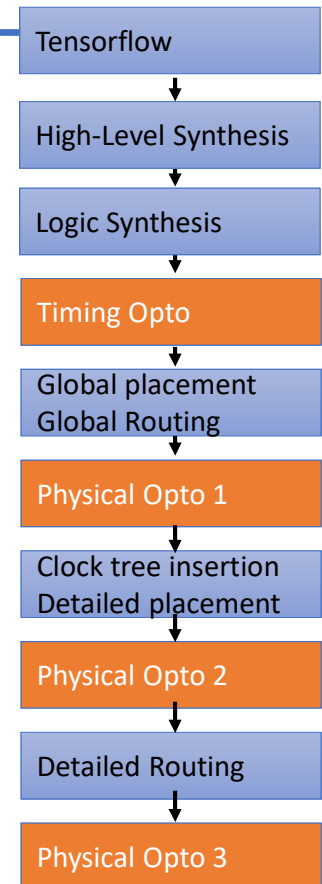 Tensorflow
High-Level Synthesis
Logic Synthesis
Timing Opto
Global placement
Global Routing
Physical Opto 1
Clock tree insertion
Detailed placement
Physical Opto 2
Detailed Routing
Physical Opto 3